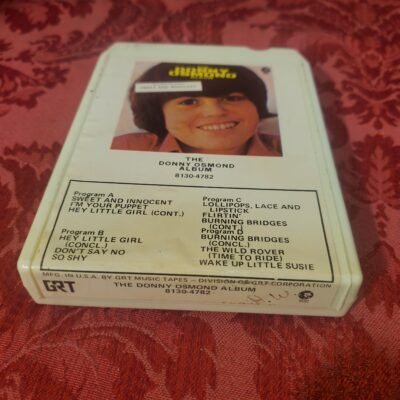 DONNY
OSMOND
THE
DONNY OSMOND
ALBUM
8130-4782
Program A
SWEET AND INNOCENT
I'M YOUR PUPPET
HEY LITTLE GIRL (CONT.)
Program B
HEY LITTLE GIRL
(CONCL.)
DON'T SAY NO
SO SHY
Program C
LOLLIPOPS, LACE AND
LIPSTICK
FLIRTIN'
BURNING BRIDGES
(CONT.)
Program D
BURNING BRIDGES
(CONCL.)
THE WILD ROVER
(TIME TO RIDE)
WAKE UP LITTLE SUSIE
MFG. IN U.S.A. BY GRT MUSIC TAPES - DIVISION OF GRT CORPORATION
GRT
THE DONNY OSMOND ALBUM
8130-4782